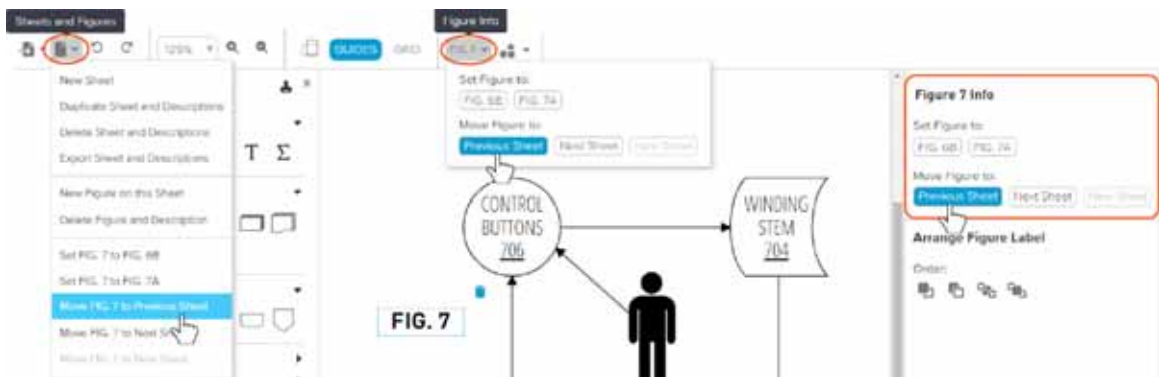 Sheets and Figures
Figure Info
125%
GUIDES
GRID
FIG. 7
New Sheet
Duplicate Sheet and Descriptions
Delete Sheet and Descriptions
Export Sheet and Descriptions
New Figure on this Sheet
Delete Figure and Description
Set FIG. 7 to FIG. 6B
Set FIG. 7 to FIG. 7A
Move FIG. 7 to Previous Sheet
Move FIG. 7 to Next
Move FIG. 7 to New Sheet
T Σ
Set Figure to:
FIG. 6B FIG. 7A
Move Figure to:
Previous Sheet Next Sheet New Sheet
CONTROL
BUTTONS
706
WINDING
STEM
704
FIG. 7
Figure 7 Info
Set Figure to:
FIG. 6B FIG. 7A
Move Figure to:
Previous Sheet Next Sheet New Sheet
Arrange Figure Label
Order: